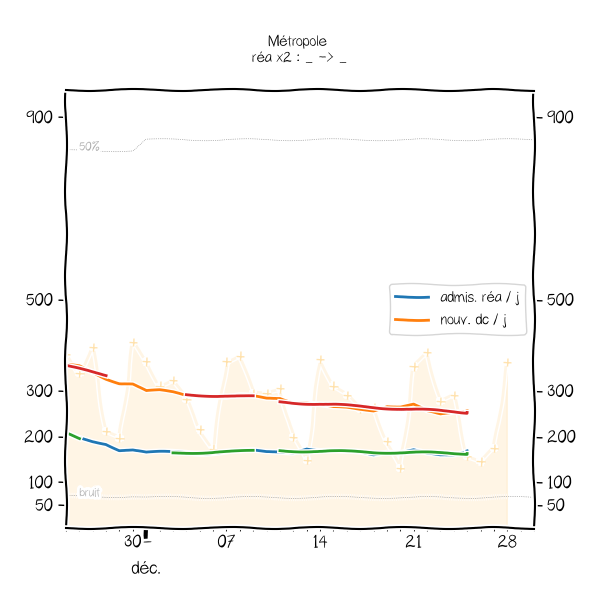 Métropole
réa x2 : _ -> _
900 900
50%
500 500
admis. réa / j
nouv. dc / j
300 300
200 200
100 100
bruit
50 50
30 07 14 21 28
déc.